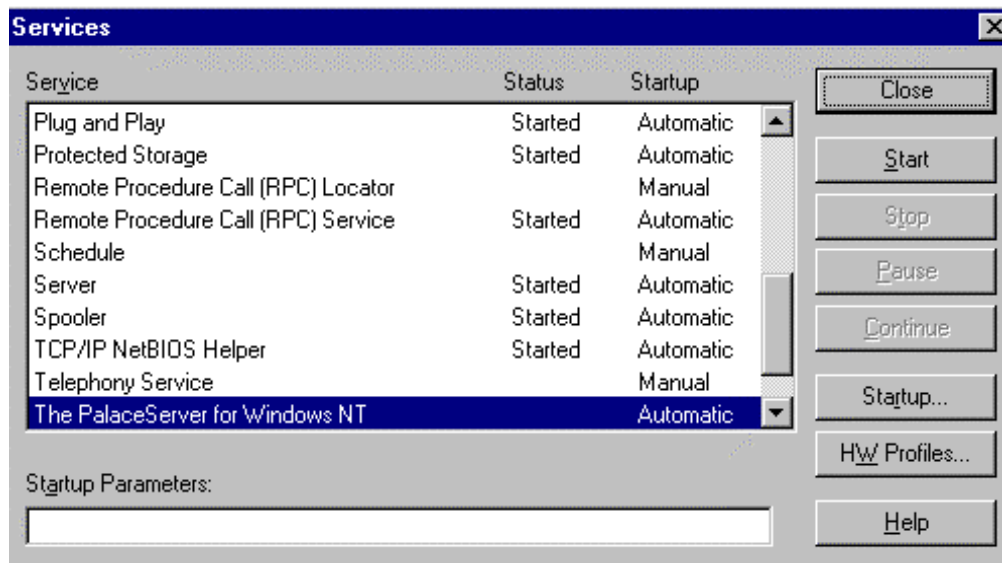 Services
Service Status Startup
Plug and Play Started Automatic
Protected Storage Started Automatic
Remote Procedure Call (RPC) Locator Manual
Remote Procedure Call (RPC) Service Started Automatic
Schedule Manual
Server Started Automatic
Spooler Started Automatic
TCP/IP NetBIOS Helper Started Automatic
Telephony Service Manual
The PalaceServer for Windows NT Automatic
Startup Parameters:
Close
Start
Stop
Pause
Continue
Startup...
HW Profiles...
Help